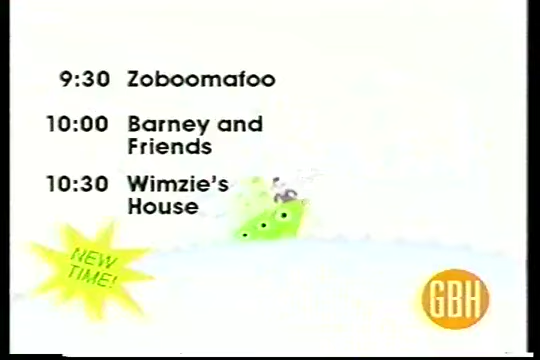 9:30 Zoboomafoo
10:00 Barney and
Friends
10:30 Wimzie's
House
NEW
TIME!
GBH